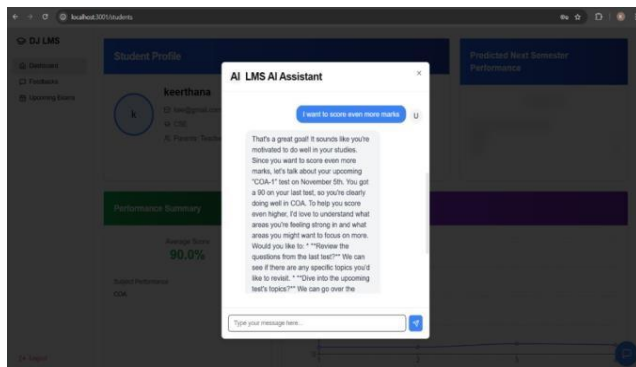 localhost:3001/students
DJ LMS
Dashboard
Feedbacks
Upcoming Exams
Student Profile
keerthana
k
CSE
Predicted Next Semester
Performance
AI LMS AI Assistant
×
I want to score even more marks
U
That's a great goal! It sounds like you're
motivated to do well in your studies.
Since you want to score even more
marks, let's talk about your upcoming
"COA-1" test on November 5th. You got
a 90 on your last test, so you're clearly
doing well in COA. To help you score
even higher, I'd love to understand what
areas you're feeling strong in and what
areas you might want to focus on more.
Would you like to: * **Review the
questions from the last test?** We can
see if there are any specific topics you'd
like to revisit. * **Dive into the upcoming
test's topics?** We can go over the
Performance Summary
Average Score
90.0%
Subject Performance
COA
Type your message here...